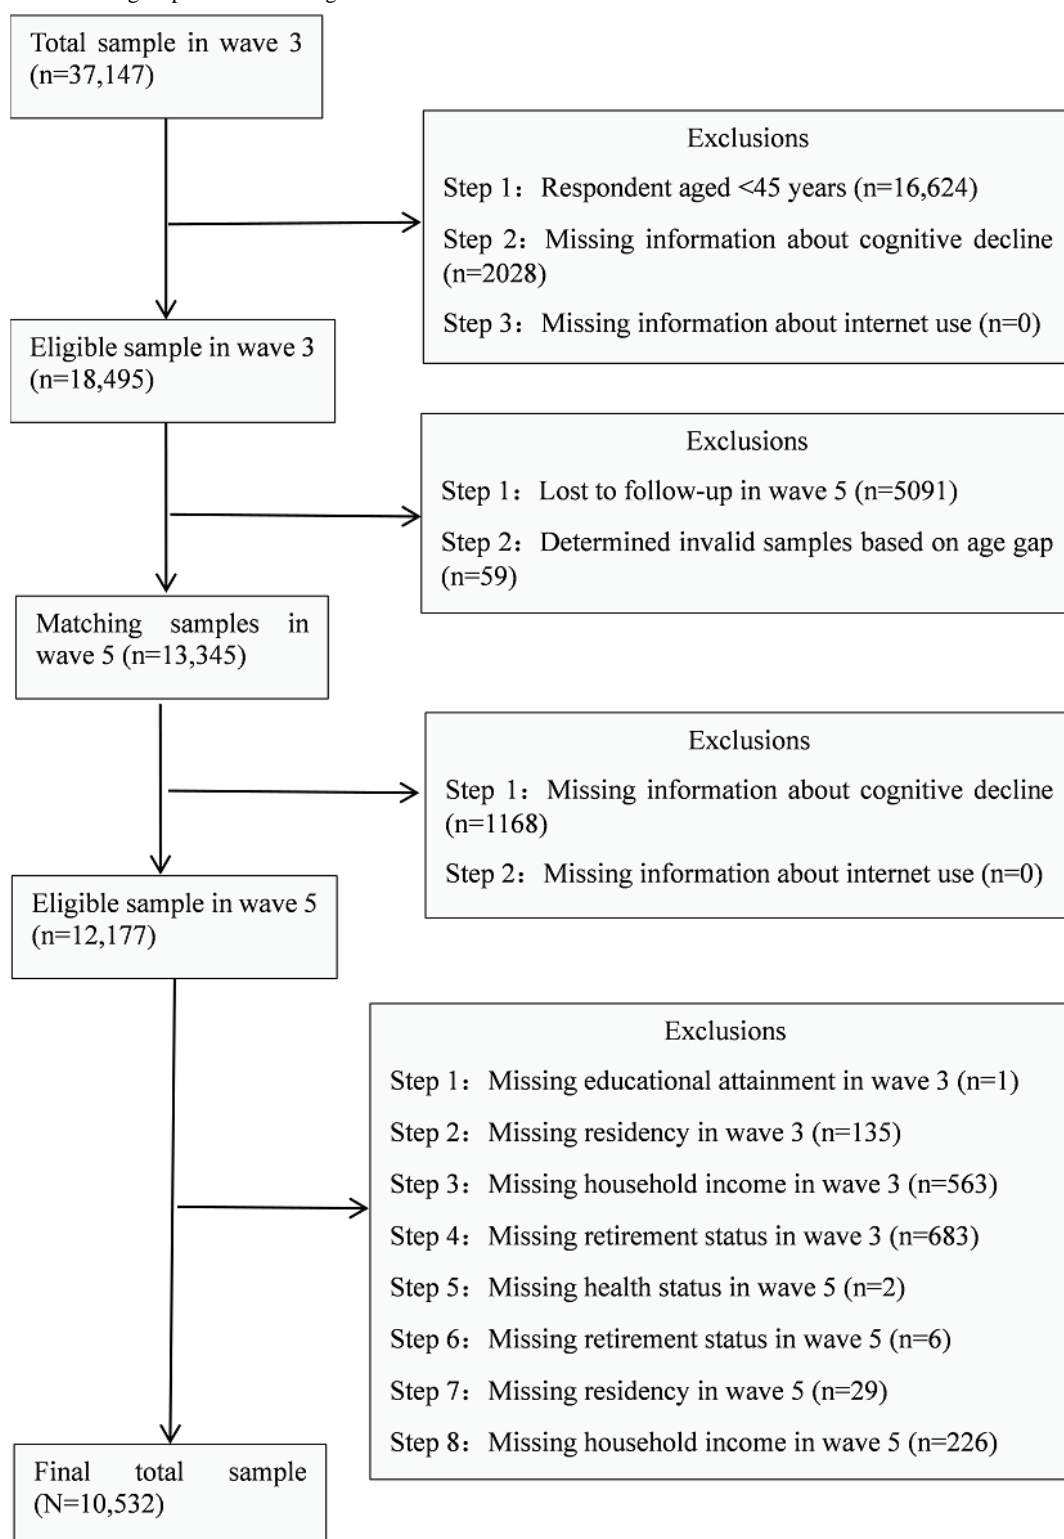 Total sample in wave 3
(n=37,147)
Exclusions
Step 1：Respondent aged <45 years (n=16,624)
Step 2：Missing information about cognitive decline
(n=2028)
Step 3：Missing information about internet use (n=0)
Eligible sample in wave 3
(n=18,495)
Exclusions
Step 1：Lost to follow-up in wave 5 (n=5091)
Step 2：Determined invalid samples based on age gap
(n=59)
Matching samples in
wave 5 (n=13,345)
Exclusions
Step 1：Missing information about cognitive decline
(n=1168)
Step 2：Missing information about internet use (n=0)
Eligible sample in wave 5
(n=12,177)
Exclusions
Step 1：Missing educational attainment in wave 3 (n=1)
Step 2：Missing residency in wave 3 (n=135)
Step 3：Missing household income in wave 3 (n=563)
Step 4：Missing retirement status in wave 3 (n=683)
Step 5：Missing health status in wave 5 (n=2)
Step 6：Missing retirement status in wave 5 (n=6)
Step 7：Missing residency in wave 5 (n=29)
Step 8：Missing household income in wave 5 (n=226)
Final total sample
(N=10,532)